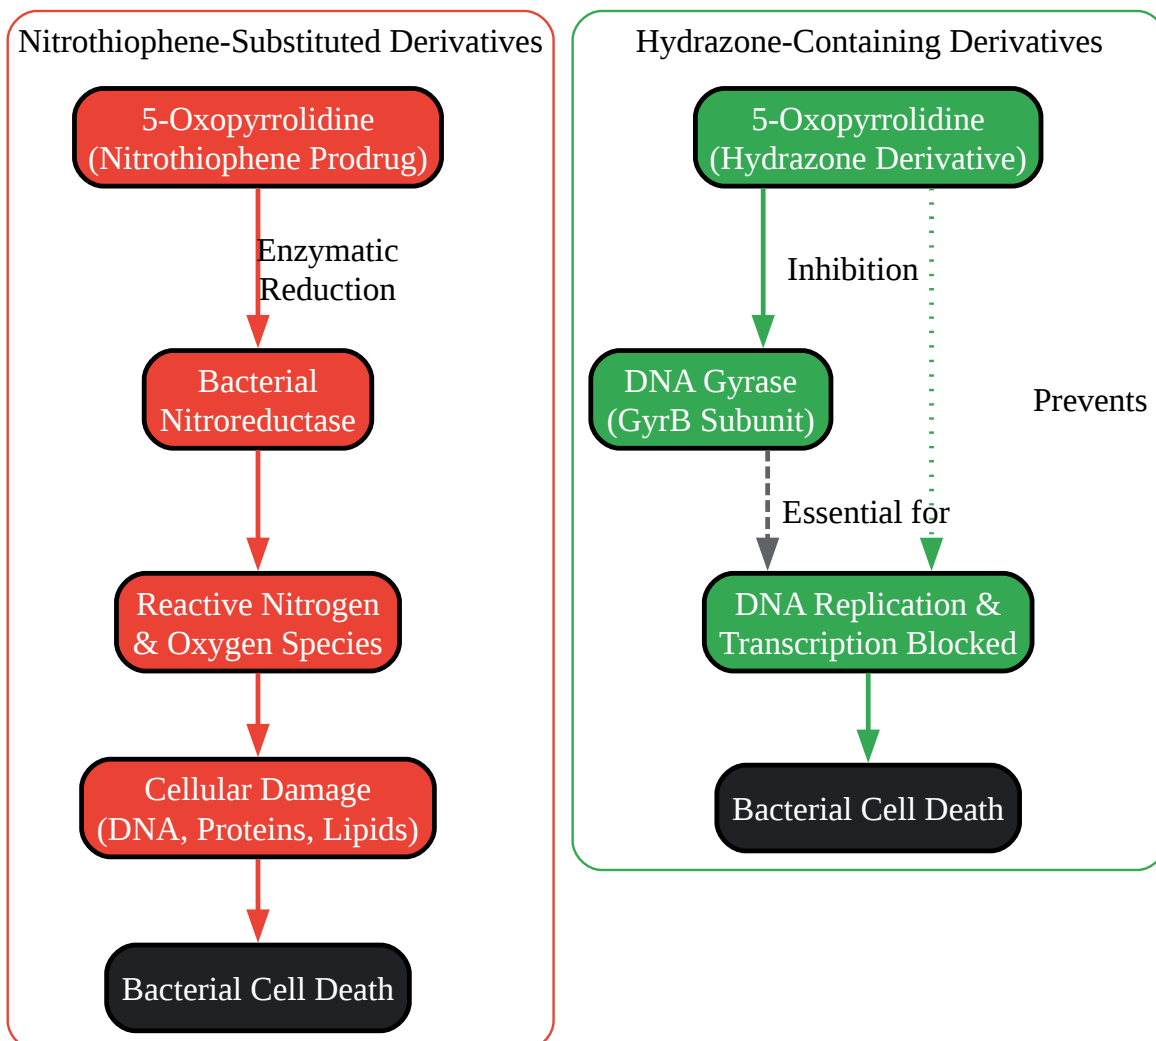 Nitrothiophene-Substituted Derivatives
5-Oxopyrrolidine
(Nitrothiophene Prodrug)
Enzymatic
Reduction
Bacterial
Nitroreductase
Reactive Nitrogen
& Oxygen Species
Cellular Damage
(DNA, Proteins, Lipids)
Bacterial Cell Death
Hydrazone-Containing Derivatives
5-Oxopyrrolidine
(Hydrazone Derivative)
Inhibition
DNA Gyrase
(GyrB Subunit)
Prevents
Essential for
DNA Replication &
Transcription Blocked
Bacterial Cell Death